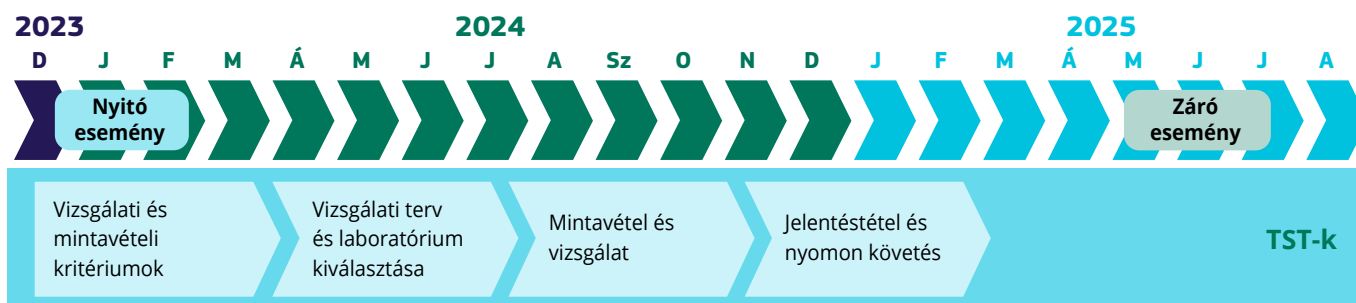 2023 2024 2025
D J F M Á M J J A Sz O N D J F M Á M J J A
Nyitó
esemény
Záró
esemény
Vizsgálati és
mintavételi
kritériumok
Vizsgálati terv
és laboratórium
kiválasztása
Mintavétel és
vizsgálat
Jelentéstétel és
nyomon követés
TST-k